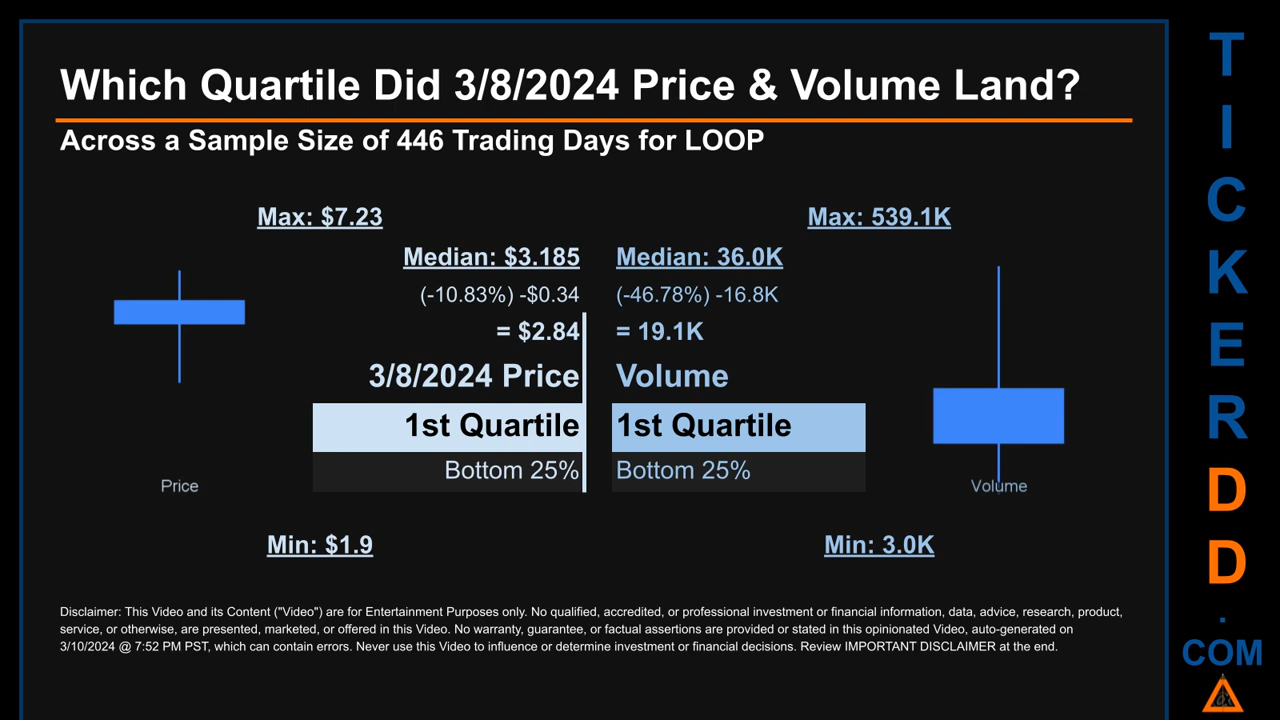 Which Quartile Did 3/8/2024 Price & Volume Land?
Across a Sample Size of 446 Trading Days for LOOP
Max: $7.23
Max: 539.1K
Median: $3.185
Median: 36.0K
(-10.83%) -$0.34
(-46.78%) -16.8K
= $2.84
= 19.1K
3/8/2024 Price
Volume
1st Quartile
1st Quartile
Bottom 25%
Bottom 25%
Price
Volume
Min: $1.9
Min: 3.0K
Disclaimer: This Video and its Content ("Video") are for Entertainment Purposes only. No qualified, accredited, or professional investment or financial information, data, advice, research, product,
service, or otherwise, are presented, marketed, or offered in this Video. No warranty, guarantee, or factual assertions are provided or stated in this opinionated Video, auto-generated on
3/10/2024 @ 7:52 PM PST, which can contain errors. Never use this Video to influence or determine investment or financial decisions. Review IMPORTANT DISCLAIMER at the end.
T
I
C
K
E
R
D
D
.
COM